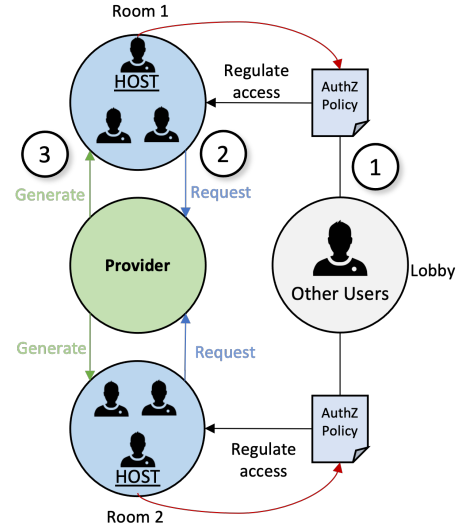 Room 1
HOST
Regulate
access
AuthZ
Policy
3
2
1
Generate
Request
Provider
Other Users
Lobby
Generate
Request
AuthZ
Policy
Regulate
access
HOST
Room 2